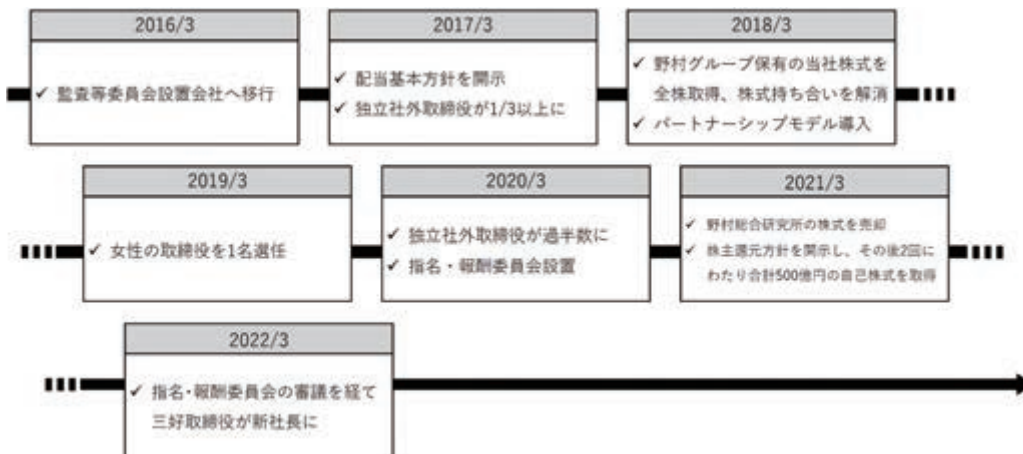 2016/3
✓ 監査等委員会設置会社へ移行
2017/3
✓ 配当基本方針を開示
✓ 独立社外取締役が1/3以上に
2018/3
✓ 野村グループ保有の当社株式を
全株取得、株式持ち合いを解消
✓ パートナーシップモデル導入
2019/3
✓ 女性の取締役を1名選任
2020/3
✓ 独立社外取締役が過半数に
✓ 指名・報酬委員会設置
2021/3
✓ 野村総合研究所の株式を売却
✓ 株主還元方針を開示し、その後2回に
わたり合計500億円の自己株式を取得
2022/3
✓ 指名・報酬委員会の審議を経て
三好取締役が新社長に